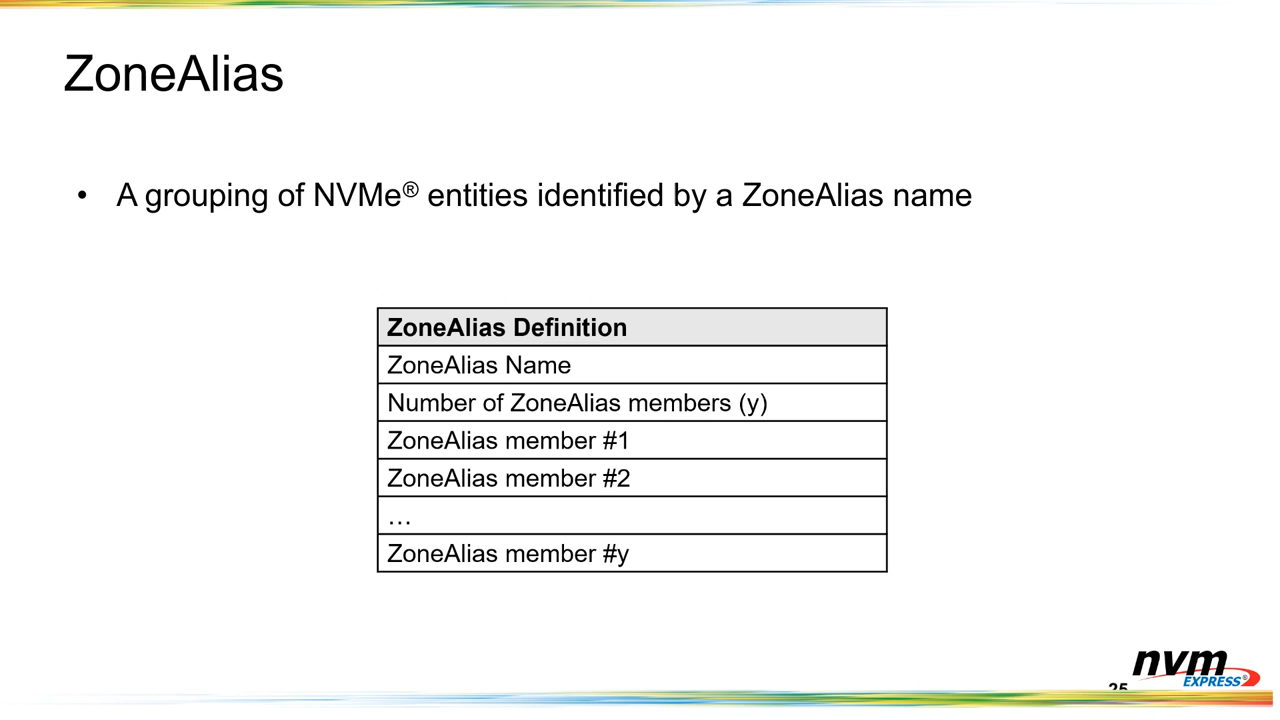 ZoneAlias
• A grouping of NVMe® entities identified by a ZoneAlias name
ZoneAlias Definition
ZoneAlias Name
Number of ZoneAlias members (y)
ZoneAlias member #1
ZoneAlias member #2
…
ZoneAlias member #y
25
nvm
EXPRESS®